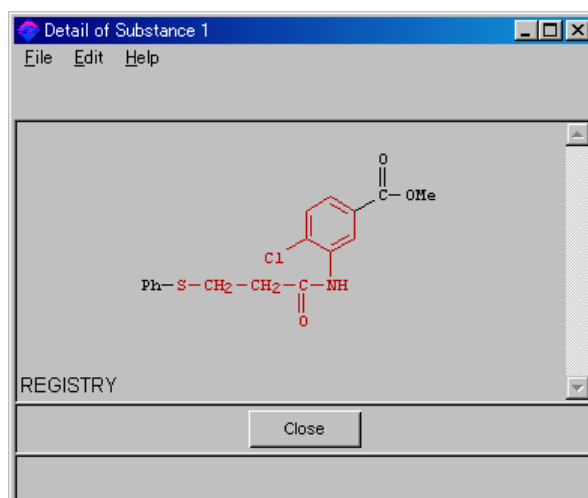 Detail of Substance 1
File Edit Help
O
C-OMe
Cl
Ph-S-CH2-CH2-C-NH
O
REGISTRY
Close